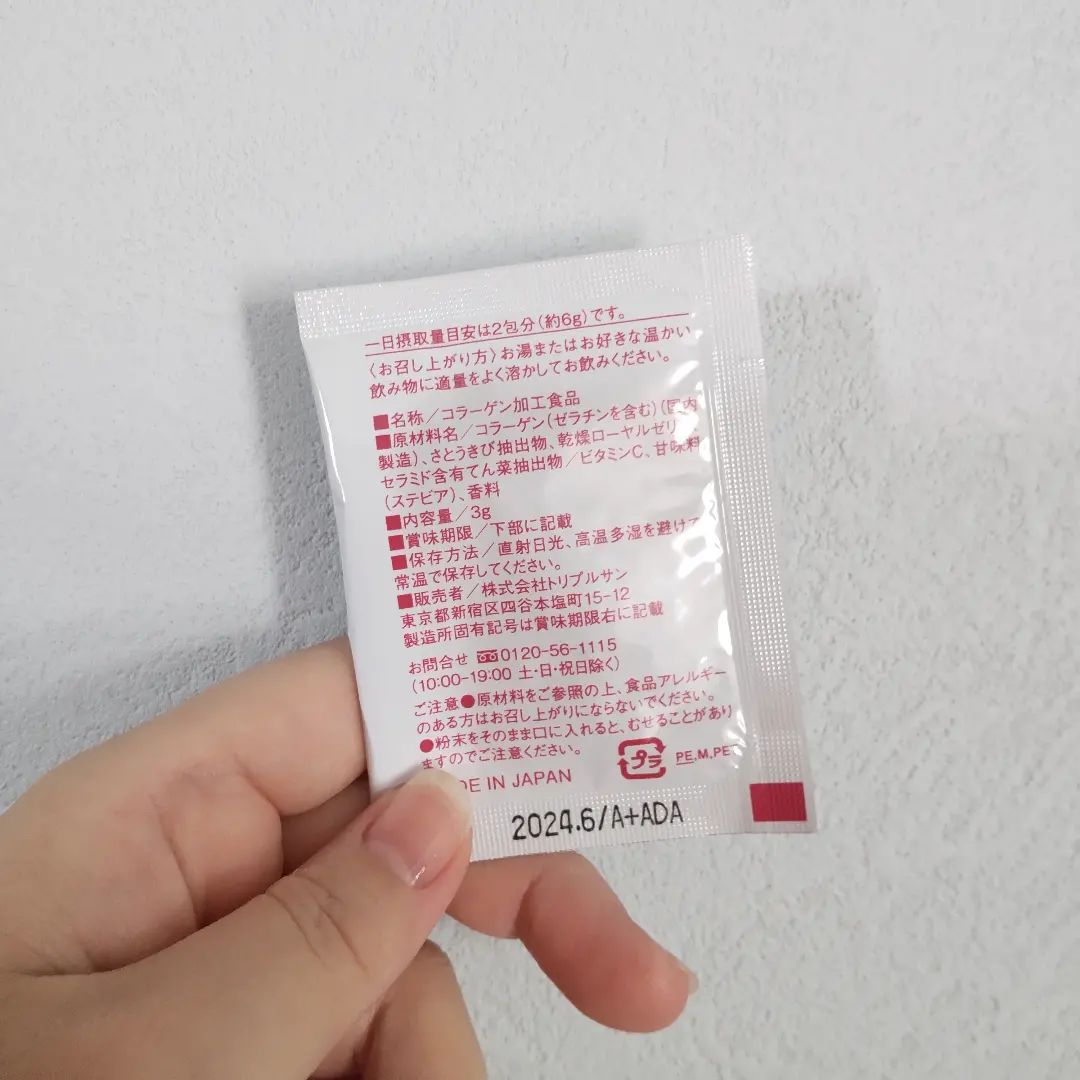 一日摂取量目安は2包分(約6g)です。
〈お召し上がり方〉お湯またはお好きな温かい
飲み物に適量をよく溶かしてお飲みください。
■名称/コラーゲン加工食品
■原材料名/コラーゲン(ゼラチンを含む)(国内
製造)、さとうきび抽出物、乾燥ローヤルゼリ
セラミド含有てん菜抽出物/ビタミンC、甘味料
(ステビア)、香料
■内容量/3g
■賞味期限/下部に記載
■保存方法/直射日光、高温多湿を避けて
常温で保存してください。
■販売者/株式会社トリプルサン
東京都新宿区四谷本塩町15-12
製造所固有記号は賞味期限右に記載
お問合せ 0120-56-1115
(10:00-19:00 土・日・祝日除く)
ご注意●原材料をご参照の上、食品アレルギー
のある方はお召し上がりにならないでください。
●粉末をそのまま口に入れると、むせることがあり
ますのでご注意ください。
プラ PE.M.PET
DE IN JAPAN
2024.6/A+ADA